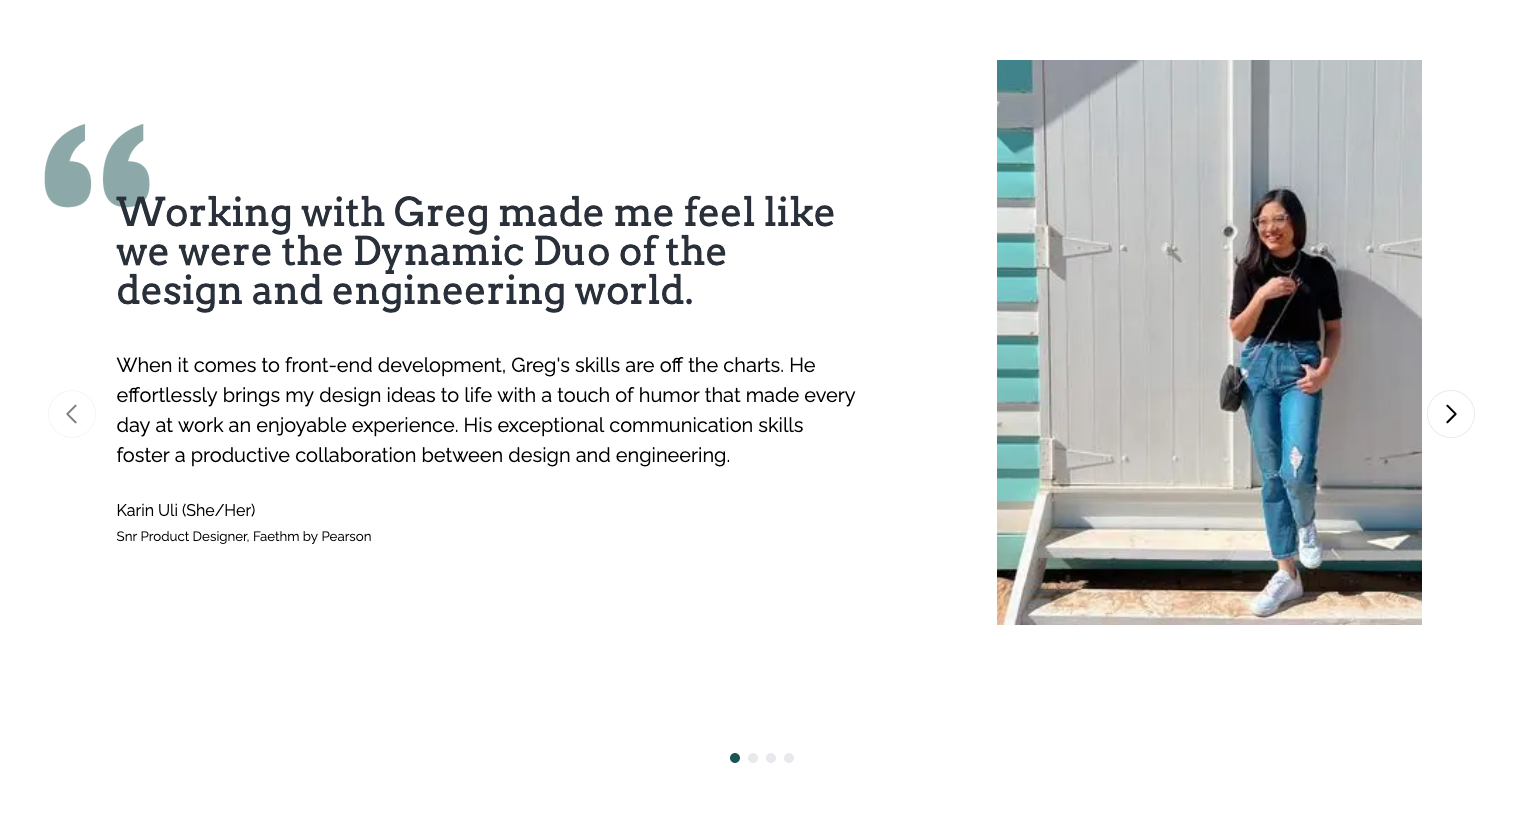 “
Working with Greg made me feel like
we were the Dynamic Duo of the
design and engineering world.
When it comes to front-end development, Greg's skills are off the charts. He
effortlessly brings my design ideas to life with a touch of humor that made every
day at work an enjoyable experience. His exceptional communication skills
foster a productive collaboration between design and engineering.
Karin Uli (She/Her)
Snr Product Designer, Faethm by Pearson